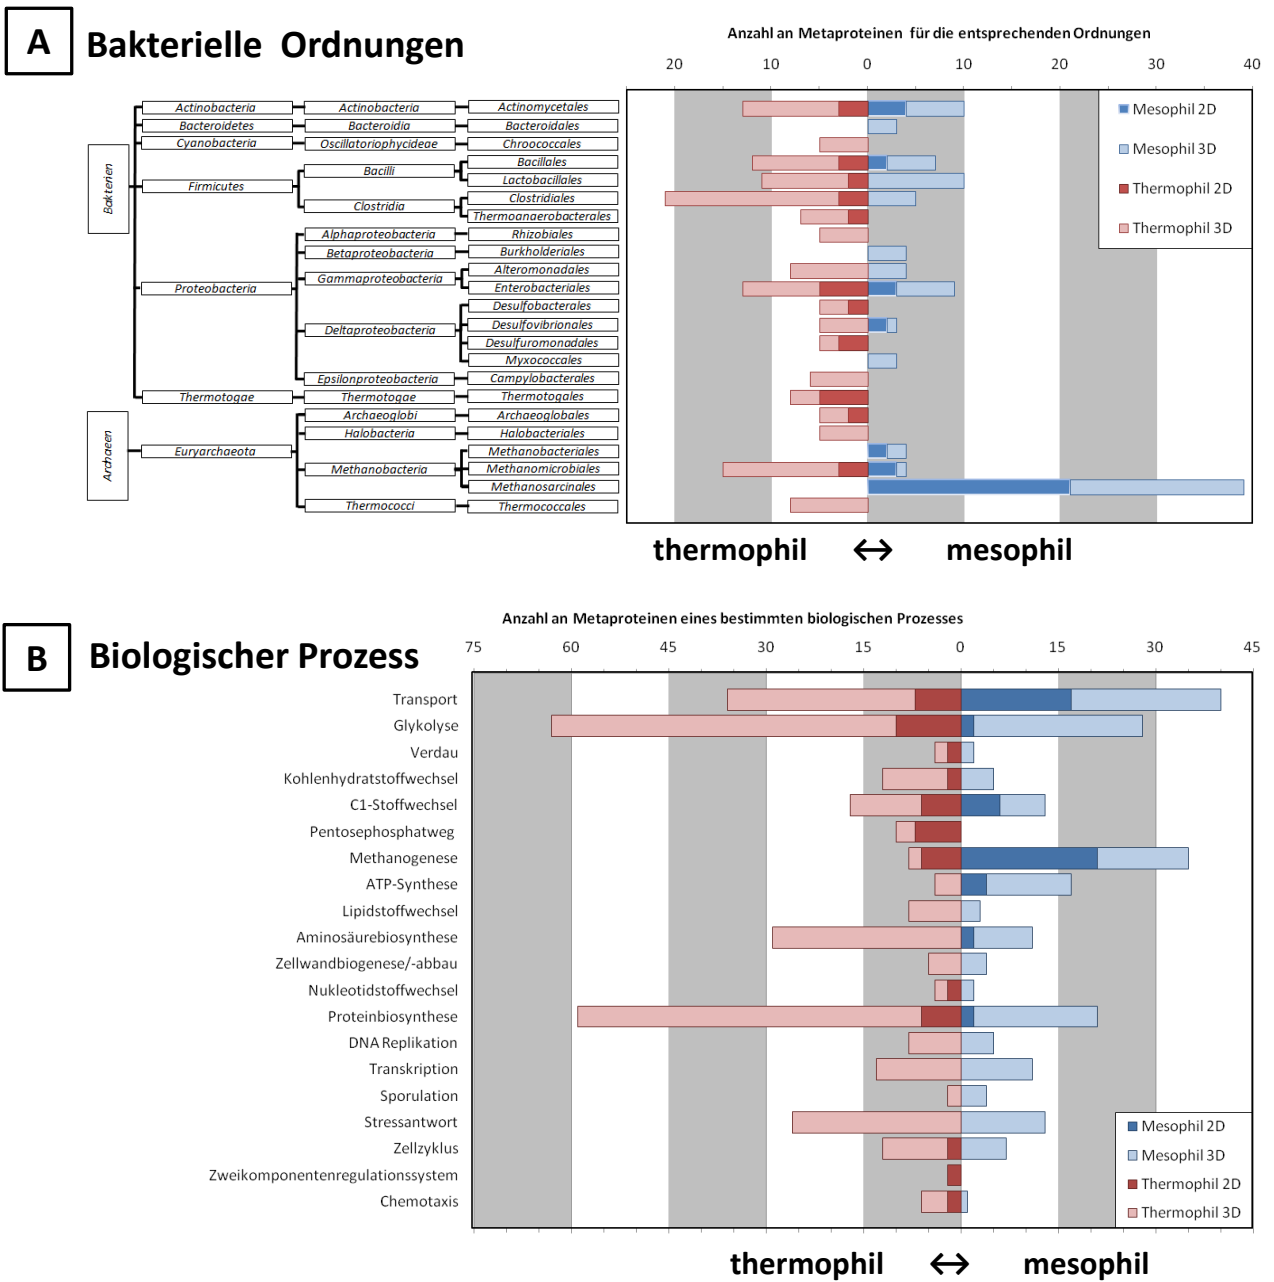 A
Bakterielle Ordnungen
Anzahl an Metaproteinen für die entsprechenden Ordnungen
20 10 0 10 20 30 40
Bakterien
Actinobacteria Actinobacteria Actinomycetales
Bacteroidetes Bacteroidia Bacteroidales
Cyanobacteria Oscillatoriophycideae Chroococcales
Firmicutes
Bacilli
Bacillales
Lactobacillales
Clostridia
Clostridiales
Thermoanaerobacterales
Proteobacteria
Alphaproteobacteria Rhizobiales
Betaproteobacteria Burkholderiales
Gammaproteobacteria
Alteromonadales
Enterobacteriales
Deltaproteobacteria
Desulfobacterales
Desulfovibrionales
Desulfuromonadales
Myxococcales
Epsilonproteobacteria Campylobacterales
Thermotogae Thermotogae Thermotogales
Archaeen
Euryarchaeota
Archaeoglobi Archaeoglobales
Halobacteria Halobacteriales
Methanobacteria
Methanobacteriales
Methanomicrobiales
Methanosarcinales
Thermococci Thermococcales
Mesophil 2D
Mesophil 3D
Thermophil 2D
Thermophil 3D
thermophil ↔ mesophil
Anzahl an Metaproteinen eines bestimmten biologischen Prozesses
B
Biologischer Prozess
75 60 45 30 15 0 15 30 45
Transport
Glykolyse
Verdau
Kohlenhydratstoffwechsel
C1-Stoffwechsel
Pentosephosphatweg
Methanogenese
ATP-Synthese
Lipidstoffwechsel
Aminosäurebiosynthese
Zellwandbiogenese/-abbau
Nukleotidstoffwechsel
Proteinbiosynthese
DNA Replikation
Transkription
Sporulation
Stressantwort
Zellzyklus
Zweikomponentenregulationssystem
Chemotaxis
Mesophil 2D
Mesophil 3D
Thermophil 2D
Thermophil 3D
thermophil ↔ mesophil